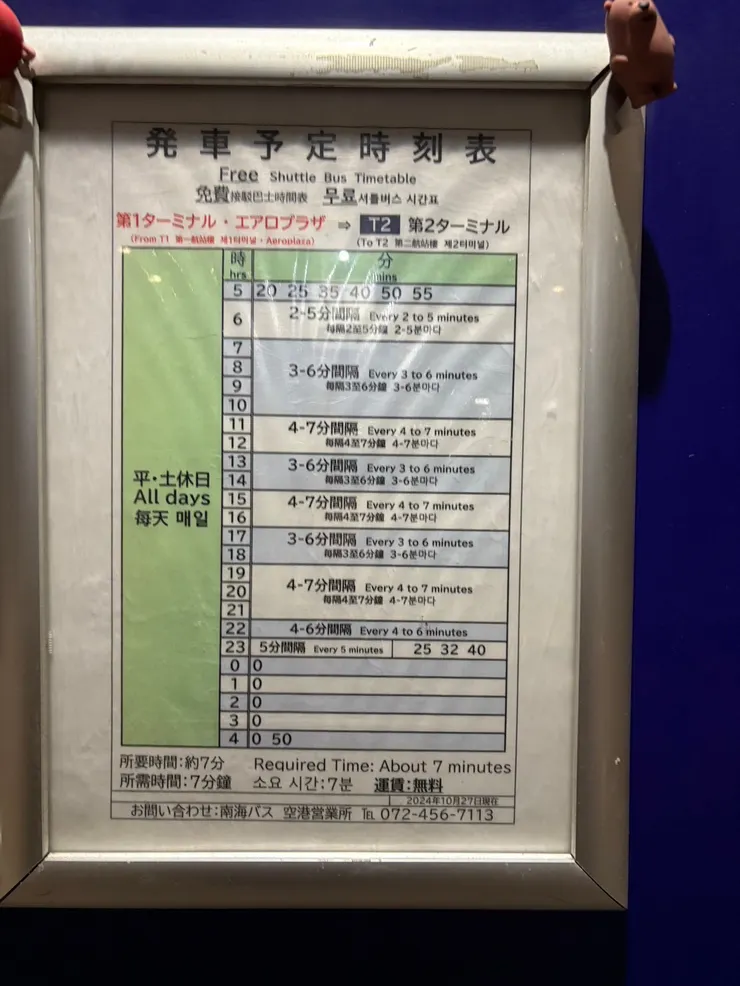 発車予定時刻表
Free Shuttle Bus Timetable
免費接駁巴士時間表 무료셔틀버스 시간표
第1ターミナル・エアロプラザ ⇒ T2 第2ターミナル
(From T1 第一航站樓 제1터미널・Aeroplaza) (To T2 第二航站樓 제2터미널)
時 分
hrs mins
5 20 25 35 40 50 55
6 2-5分間隔 Every 2 to 5 minutes
毎隔2至5分鐘 2-5분마다
7
8 3-6分間隔 Every 3 to 6 minutes
9 毎隔3至6分鐘 3-6분마다
10
11 4-7分間隔 Every 4 to 7 minutes
12 毎隔4至7分鐘 4-7분마다
13 3-6分間隔 Every 3 to 6 minutes
14 毎隔3至6分鐘 3-6분마다
平・土休日
All days
毎天 매일
15 4-7分間隔 Every 4 to 7 minutes
16 毎隔4至7分鐘 4-7분마다
17 3-6分間隔 Every 3 to 6 minutes
18 毎隔3至6分鐘 3-6분마다
19
20 4-7分間隔 Every 4 to 7 minutes
21 毎隔4至7分鐘 4-7분마다
22 4-6分間隔 Every 4 to 6 minutes
23 5分間隔 Every 5 minutes 25 32 40
0 0
1 0
2 0
3 0
4 0 50
所要時間:約7分 Required Time: About 7 minutes
所需時間:7分鐘 소요 시간:7분 運賃:無料
2024年10月27日現在
お問い合わせ:南海バス 空港営業所 TEL 072-456-7113